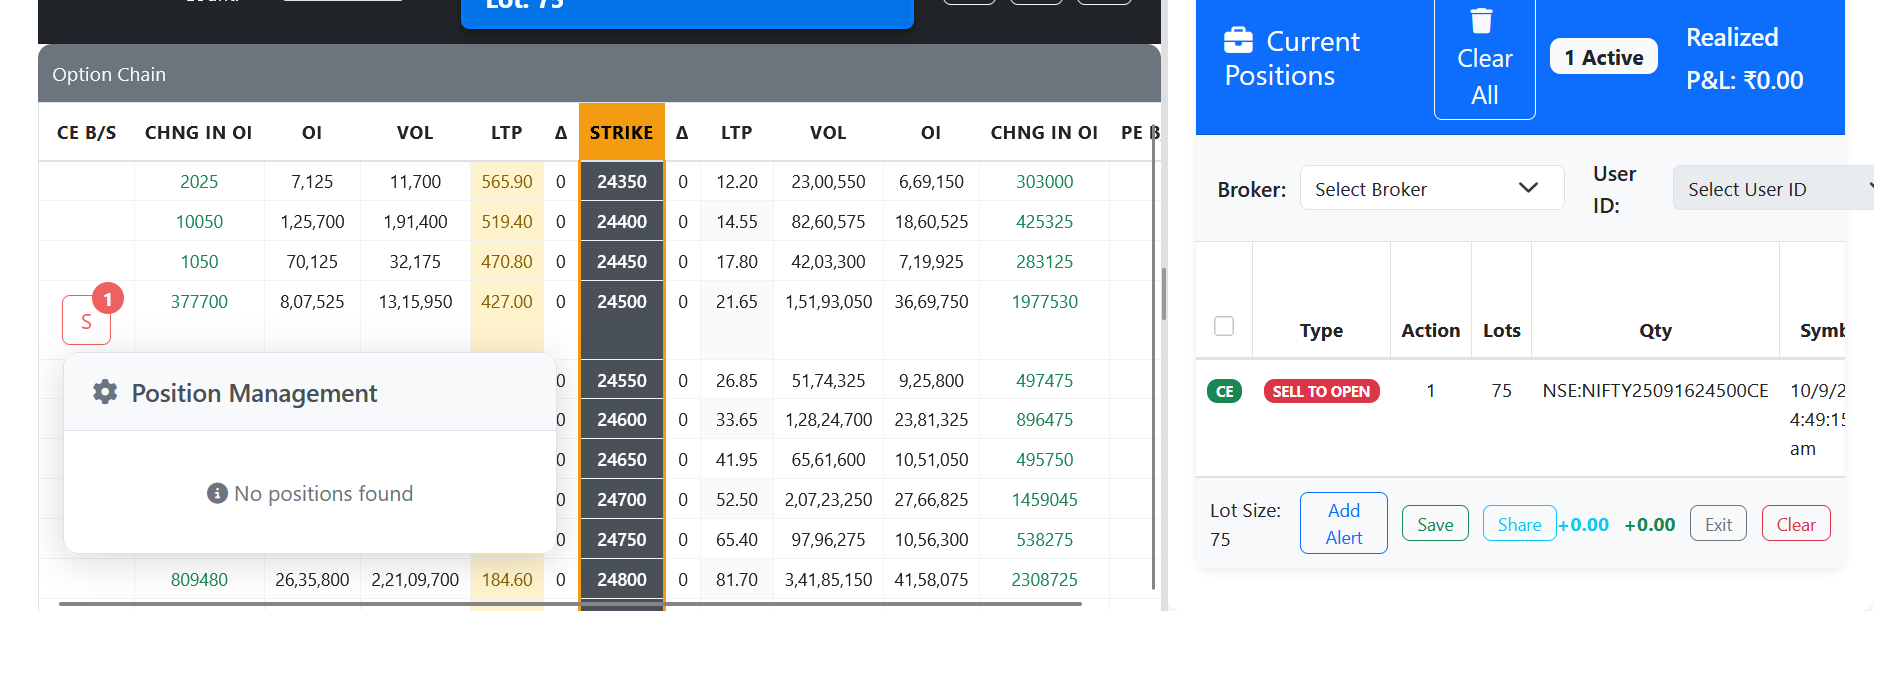 Lot: 75
Option Chain
CE B/S CHNG IN OI OI VOL LTP Δ STRIKE Δ LTP VOL OI CHNG IN OI PE B
2025 7,125 11,700 565.90 0 24350 0 12.20 23,00,550 6,69,150 303000
10050 1,25,700 1,91,400 519.40 0 24400 0 14.55 82,60,575 18,60,525 425325
1050 70,125 32,175 470.80 0 24450 0 17.80 42,03,300 7,19,925 283125
S 1 377700 8,07,525 13,15,950 427.00 0 24500 0 21.65 1,51,93,050 36,69,750 1977530
0 24550 0 26.85 51,74,325 9,25,800 497475
0 24600 0 33.65 1,28,24,700 23,81,325 896475
0 24650 0 41.95 65,61,600 10,51,050 495750
0 24700 0 52.50 2,07,23,250 27,66,825 1459045
0 24750 0 65.40 97,96,275 10,56,300 538275
809480 26,35,800 2,21,09,700 184.60 0 24800 0 81.70 3,41,85,150 41,58,075 2308725
Position Management
No positions found
Current
Positions
Clear
All
1 Active
Realized
P&L: ₹0.00
Broker: Select Broker
User
ID:
Select User ID
Type Action Lots Qty Symb
CE SELL TO OPEN 1 75 NSE:NIFTY25091624500CE 10/9/2
4:49:15
am
Lot Size:
75
Add
Alert
Save Share +0.00 +0.00 Exit Clear